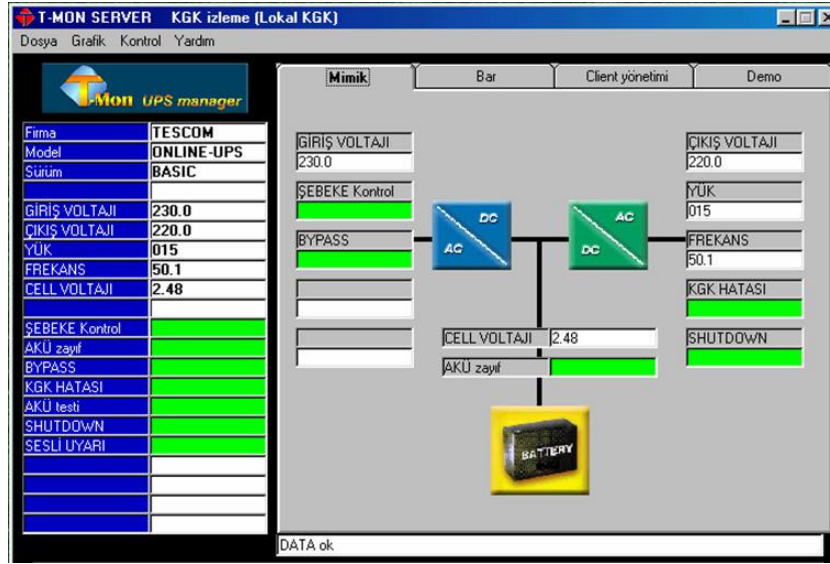 T-MON SERVER KGK izleme (Lokal KGK)
Dosya Grafik Kontrol Yardım
T-Mon UPS manager
Firma TESCOM
Model ONLINE-UPS
Sürüm BASIC
GİRİŞ VOLTAJI 230.0
ÇIKIŞ VOLTAJI 220.0
YÜK 015
FREKANS 50.1
CELL VOLTAJI 2.48
ŞEBEKE Kontrol
AKÜ zayıf
BYPASS
KGK HATASI
AKÜ testi
SHUTDOWN
SESLİ UYARI
Mimik Bar Client yönetimi Demo
GİRİŞ VOLTAJI
230.0
ŞEBEKE Kontrol
BYPASS
DC
AC
AC
DC
CELL VOLTAJI 2.48
AKÜ zayıf
BATTERY
ÇIKIŞ VOLTAJI
220.0
YÜK
015
FREKANS
50.1
KGK HATASI
SHUTDOWN
DATA ok